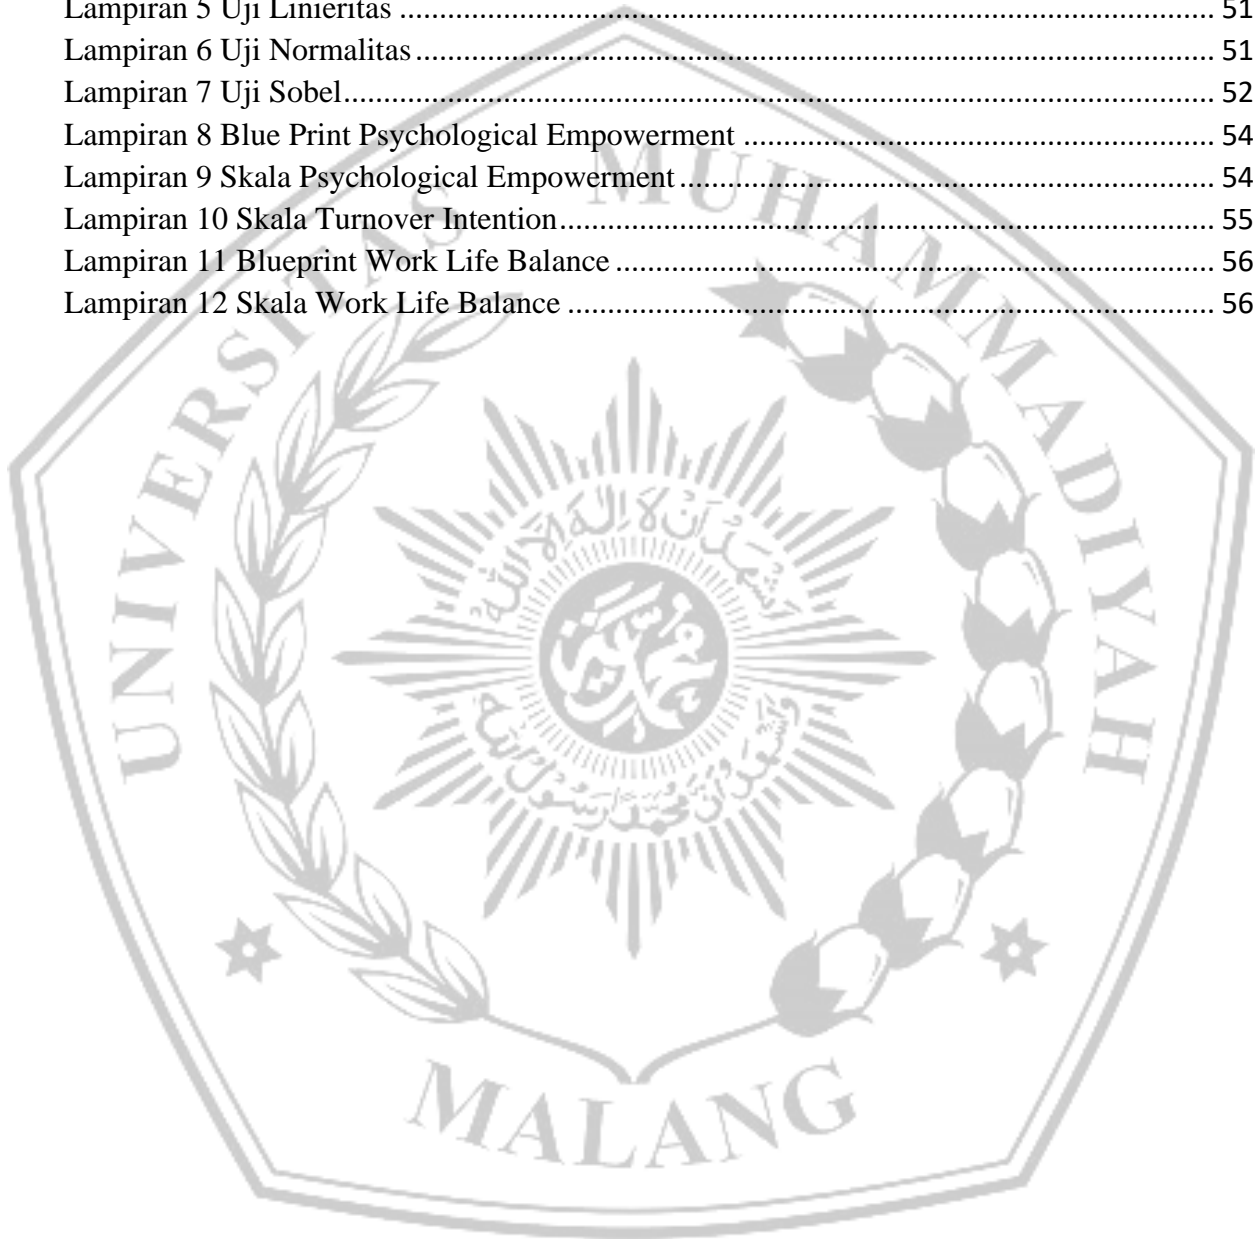 Lampiran 5 Uji Linieritas ........................................................................................................ 51
Lampiran 6 Uji Normalitas ...................................................................................................... 51
Lampiran 7 Uji Sobel................................................................................................................ 52
Lampiran 8 Blue Print Psychological Empowerment .............................................................. 54
Lampiran 9 Skala Psychological Empowerment ...................................................................... 54
Lampiran 10 Skala Turnover Intention..................................................................................... 55
Lampiran 11 Blueprint Work Life Balance .............................................................................. 56
Lampiran 12 Skala Work Life Balance .................................................................................... 56
UNIVERSITAS MUHAMMADIYAH
MALANG